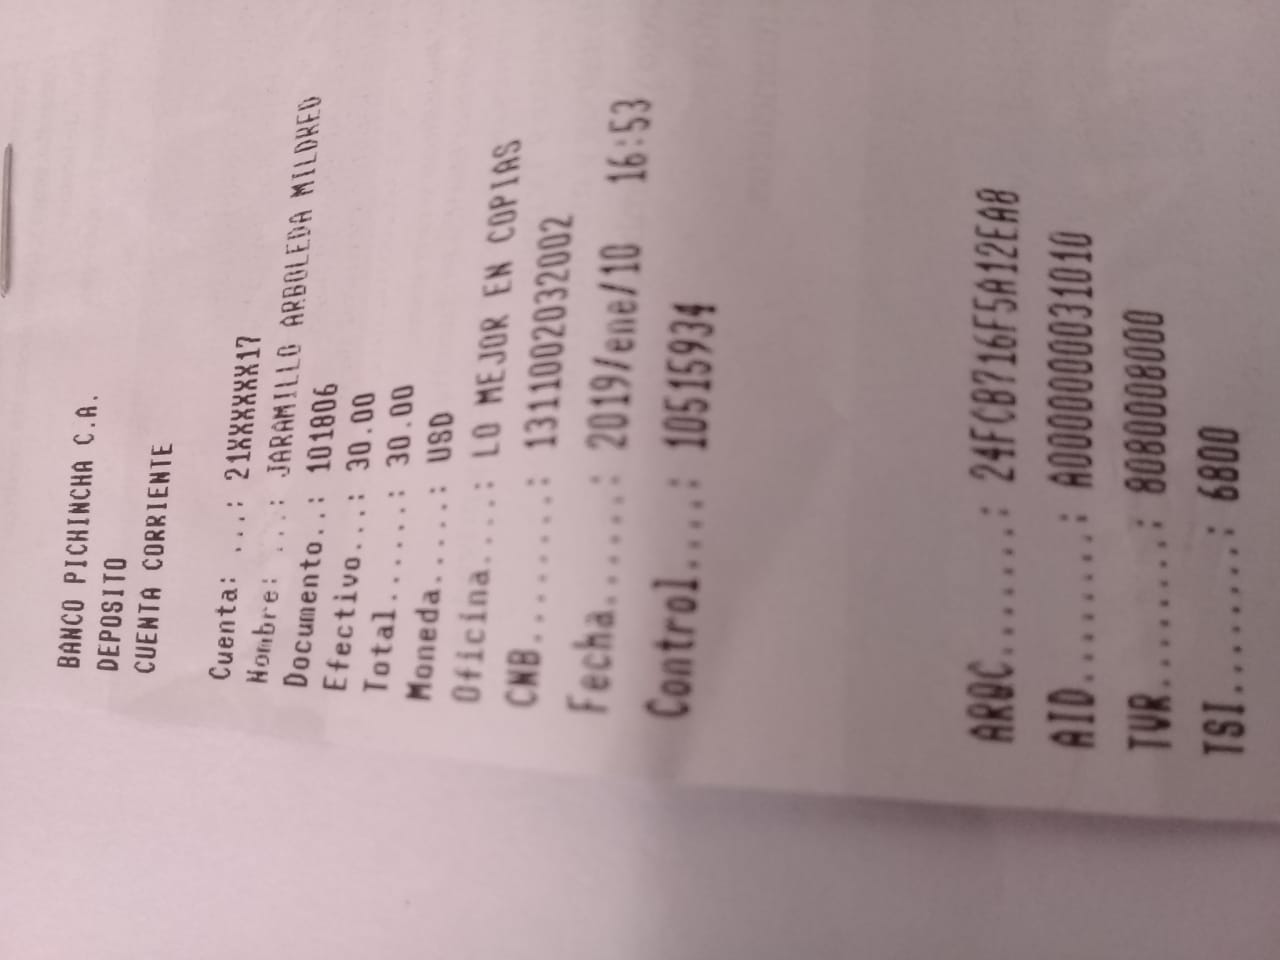 BANCO PICHINCHA C.A.
DEPOSITO
CUENTA CORRIENTE
Cuenta: ...: 21XXXXXX17
Nombre: ...: JARAMILLO ARBOLEDA MILDRED
Documento..: 101806
Efectivo...: 30.00
Total......: 30.00
Moneda.....: USD
Oficina....: LO MEJOR EN COPIAS
CNB........: 1311002032002
Fecha......: 2019/ene/10 16:53
Control....: 10515934
ARQC.......: 24FCB716F5A12EA8
AID........: A0000000031010
TVR........: 8080008000
TSI........: 6800